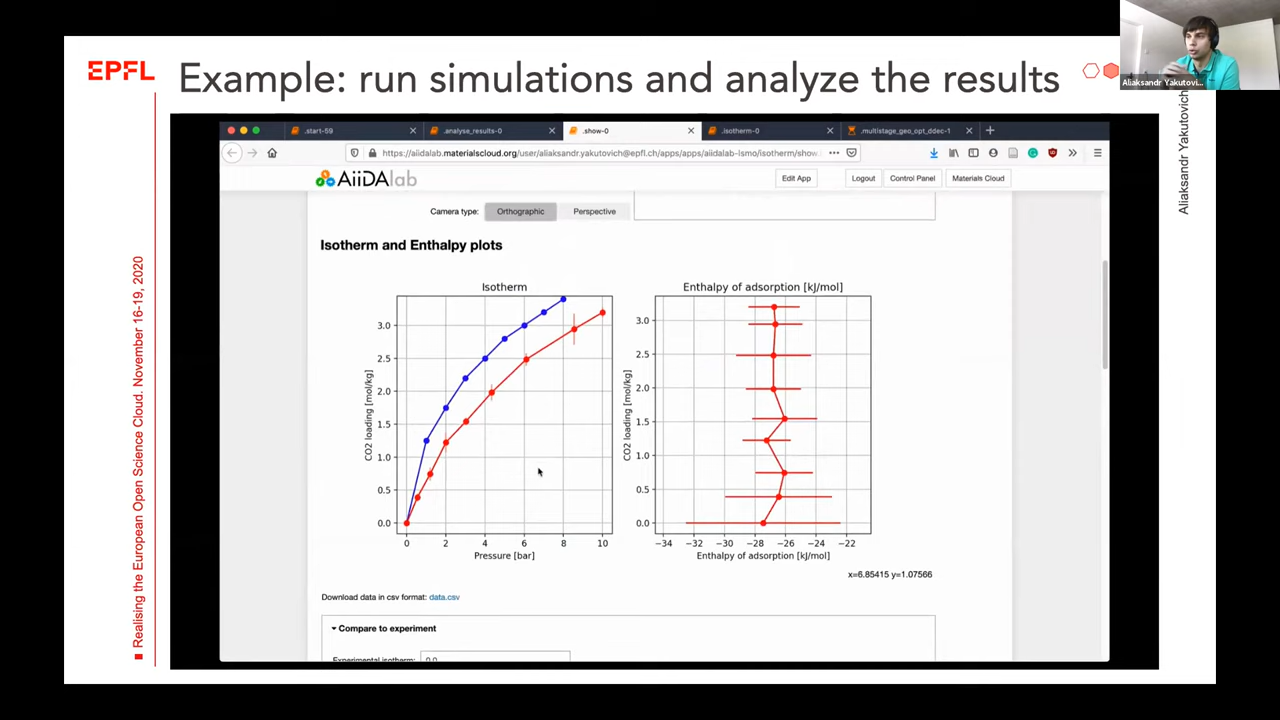 EPFL
Example: run simulations and analyze the results
Aliaksandr Yakutovi...
Aliaksandr Yakutovich
Realising the European Open Science Cloud. November 16-19, 2020
.start-59
.analyse_results-0
.show-0
.isotherm-0
.multistage_geo_opt_ddec-1
https://aiidalab.materialscloud.org/user/aliaksandr.yakutovich@epfl.ch/apps/apps/aiidalab-lsmo/isotherm/show
AiiDAlab
Edit App
Logout
Control Panel
Materials Cloud
Camera type:
Orthographic
Perspective
Isotherm and Enthalpy plots
Isotherm
CO2 loading [mol/kg]
3.0
2.5
2.0
1.5
1.0
0.5
0.0
0 2 4 6 8 10
Pressure [bar]
Enthalpy of adsorption [kJ/mol]
CO2 loading [mol/kg]
3.0
2.5
2.0
1.5
1.0
0.5
0.0
−34 −32 −30 −28 −26 −24 −22
Enthalpy of adsorption [kJ/mol]
x=6.85415 y=1.07566
Download data in csv format: data.csv
Compare to experiment
Experimental isotherm: 0.0